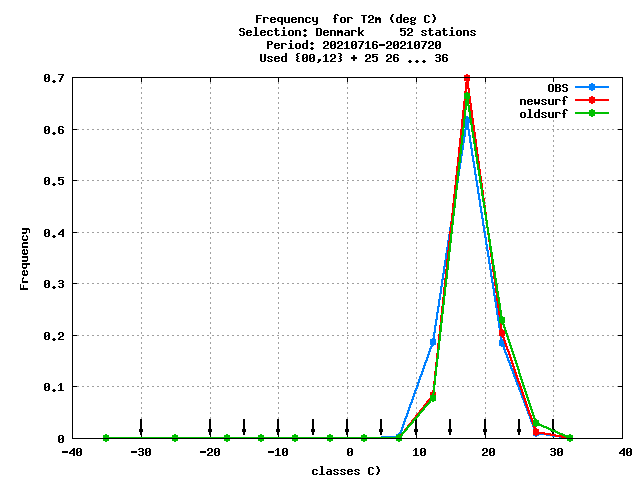 Frequency  for T2m (deg C)
Selection: Denmark     52 stations
Period: 20210716-20210720
Used {00,12} + 25 26 ... 36
0.7
0.6
0.5
0.4
0.3
0.2
0.1
0
Frequency
OBS
newsurf
oldsurf
-40 -30 -20 -10 0 10 20 30 40
classes C)